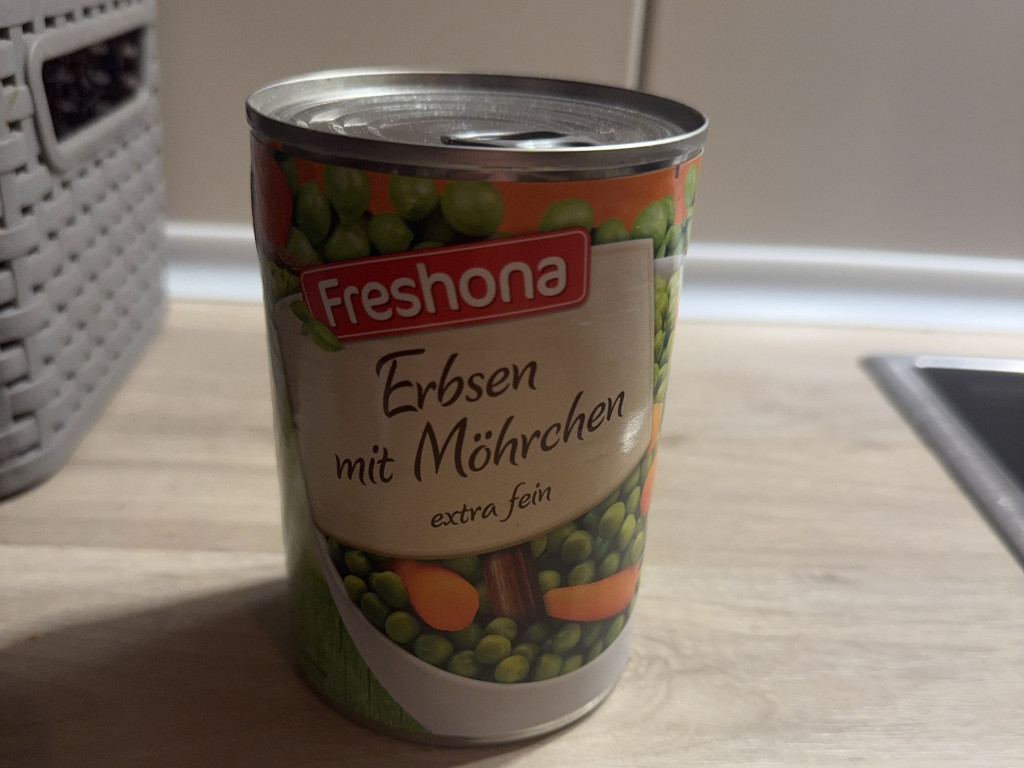 Freshona
Erbsen
mit Möhrchen
extra fein